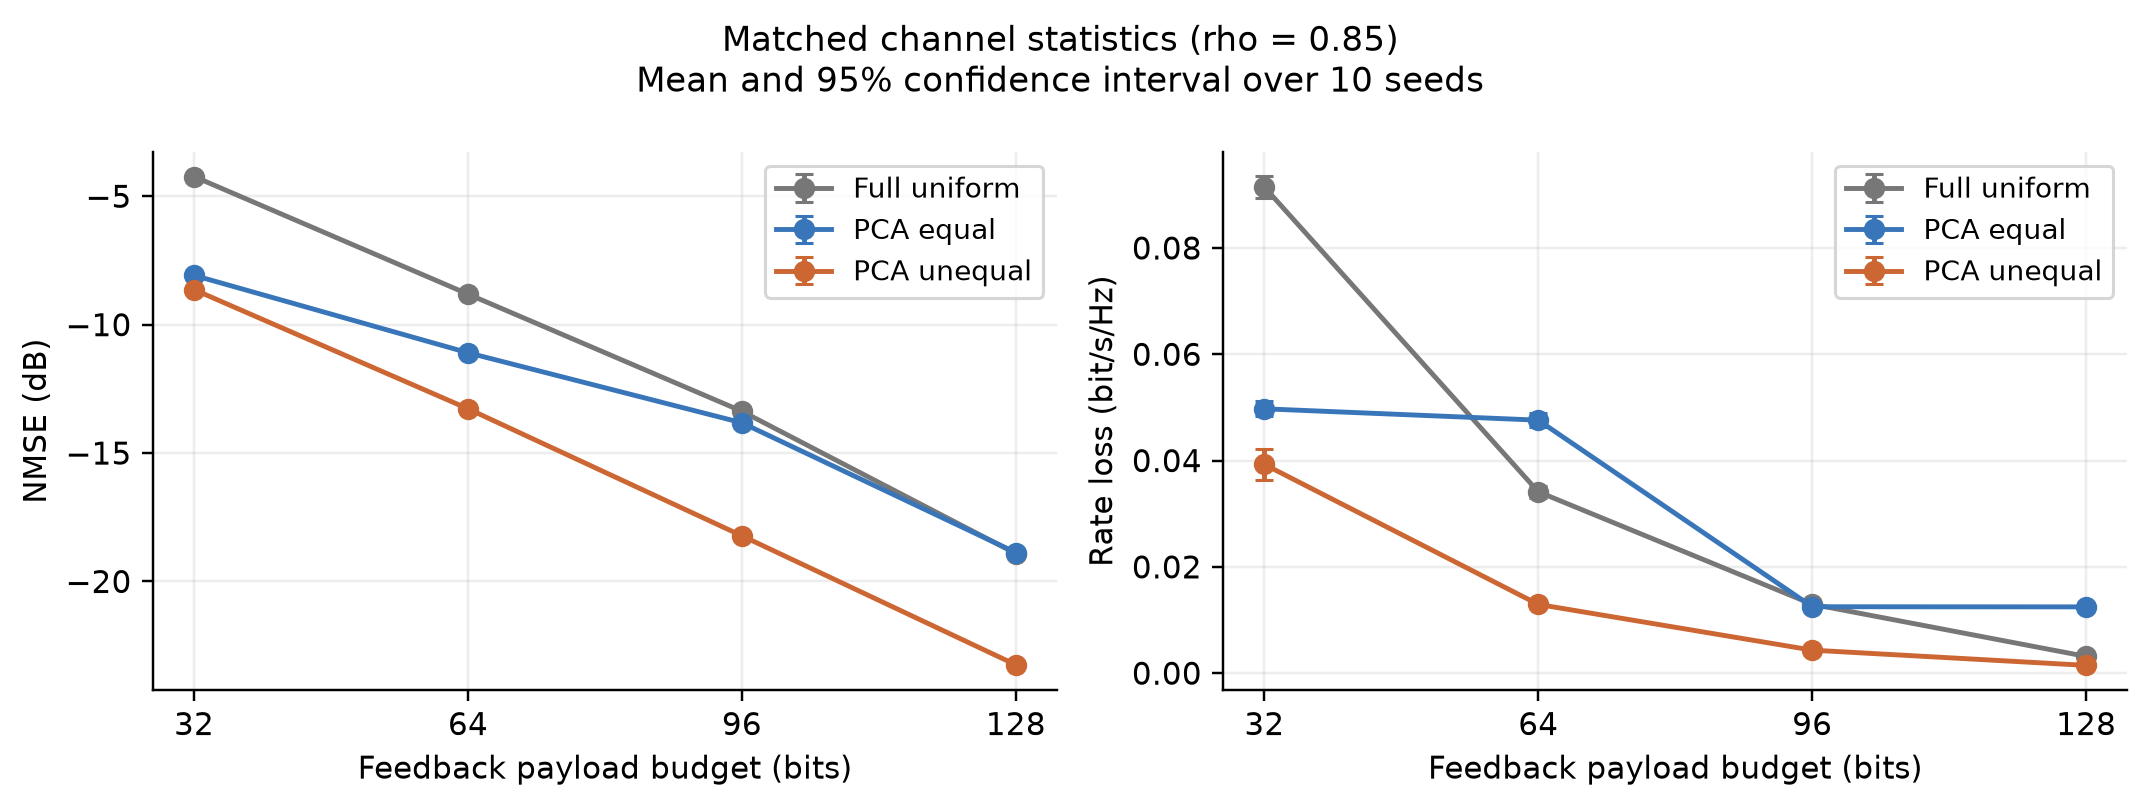 Matched channel statistics (rho = 0.85)
Mean and 95% confidence interval over 10 seeds
NMSE (dB)
−5
−10
−15
−20
Full uniform
PCA equal
PCA unequal
32
64
96
128
Feedback payload budget (bits)
Rate loss (bit/s/Hz)
0.08
0.06
0.04
0.02
0.00
Full uniform
PCA equal
PCA unequal
32
64
96
128
Feedback payload budget (bits)